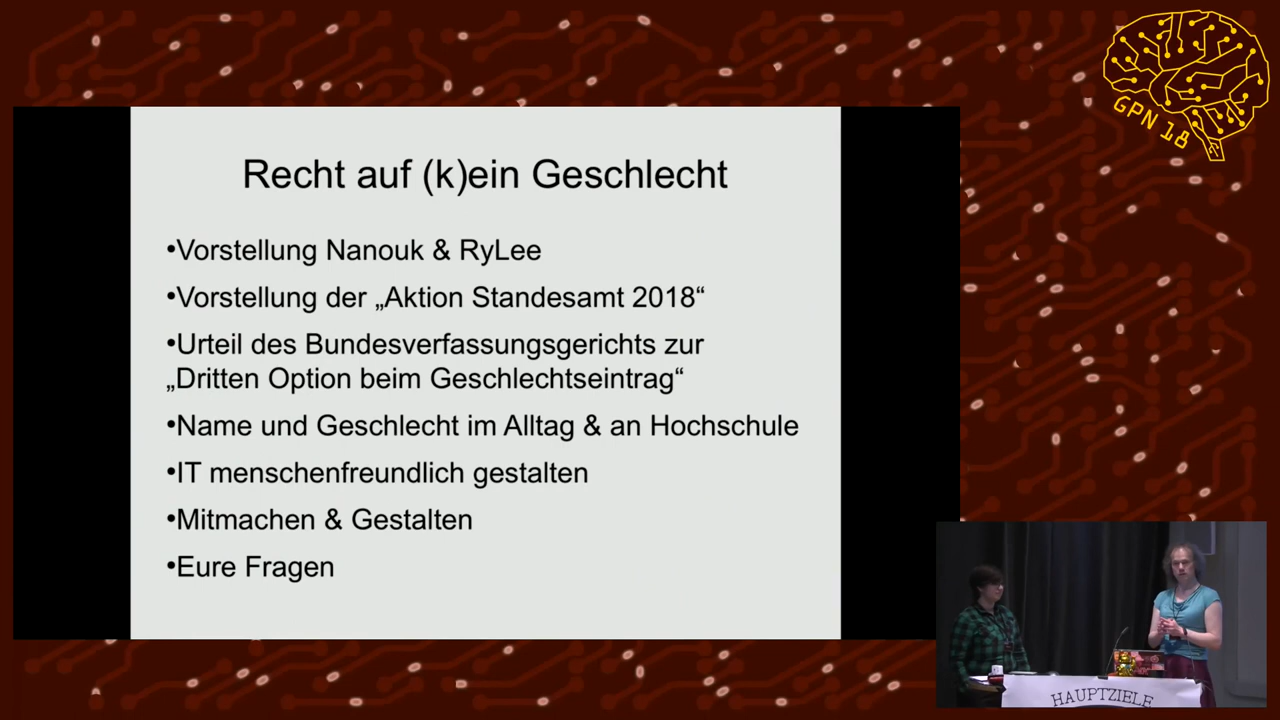 GPN 18
Recht auf (k)ein Geschlecht
•Vorstellung Nanouk & RyLee
•Vorstellung der „Aktion Standesamt 2018“
•Urteil des Bundesverfassungsgerichts zur
„Dritten Option beim Geschlechtseintrag“
•Name und Geschlecht im Alltag & an Hochschule
•IT menschenfreundlich gestalten
•Mitmachen & Gestalten
•Eure Fragen
HAUPTZIELE